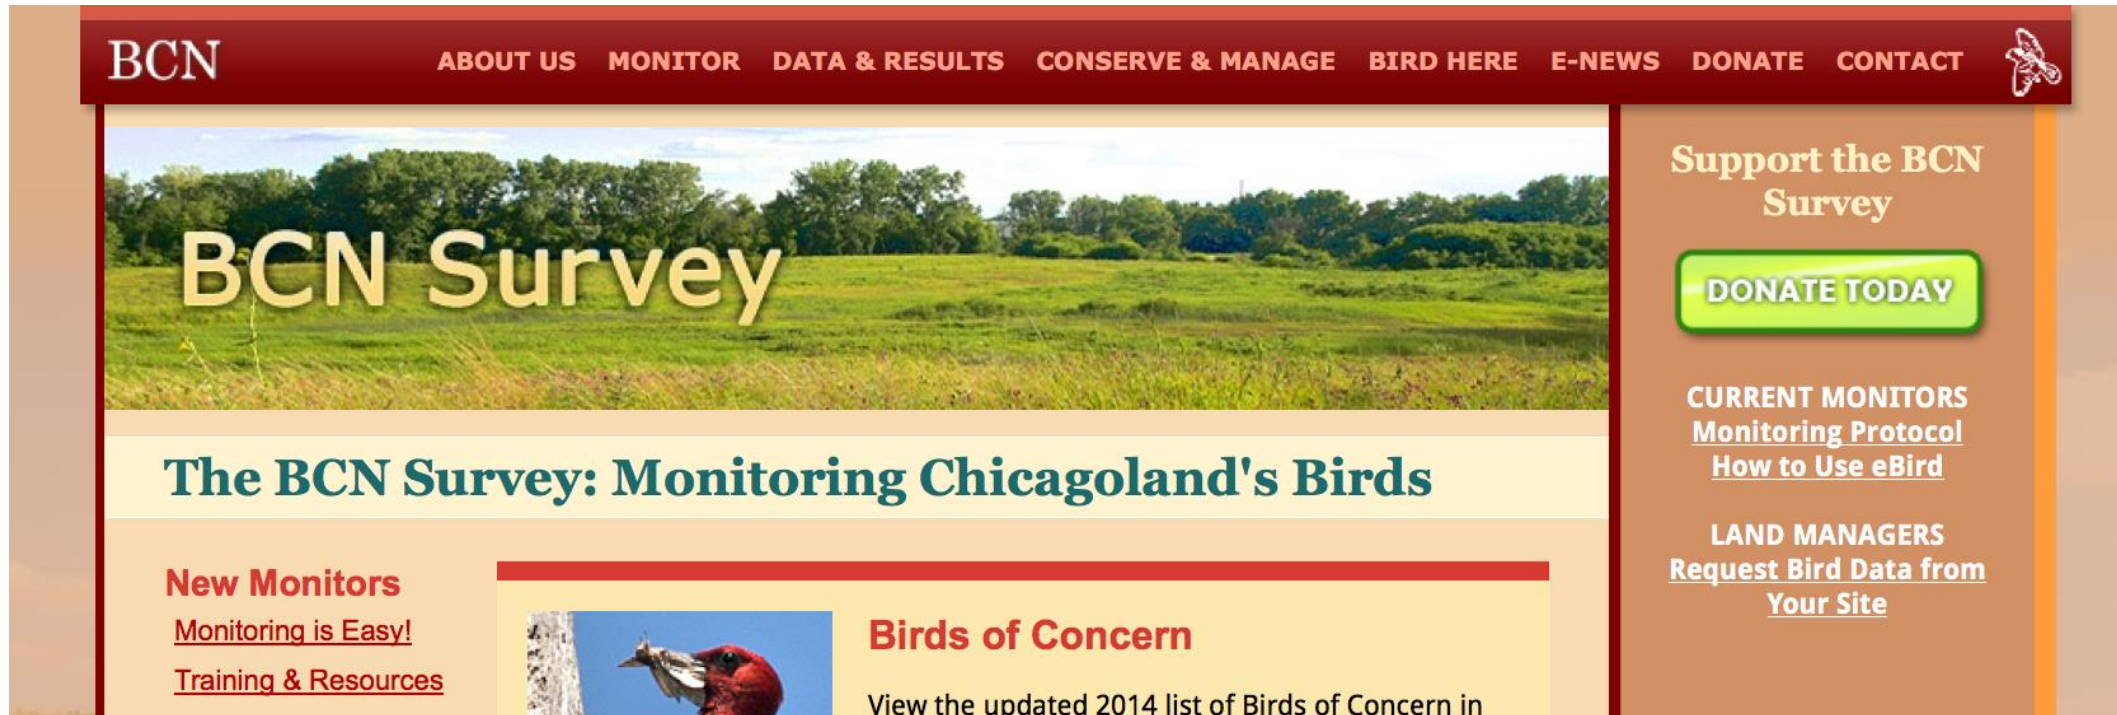 BCN
ABOUT US MONITOR DATA & RESULTS CONSERVE & MANAGE BIRD HERE E-NEWS DONATE CONTACT
BCN Survey
The BCN Survey: Monitoring Chicagoland's Birds
New Monitors
Monitoring is Easy!
Training & Resources
Birds of Concern
View the updated 2014 list of Birds of Concern in
Support the BCN
Survey
DONATE TODAY
CURRENT MONITORS
Monitoring Protocol
How to Use eBird
LAND MANAGERS
Request Bird Data from
Your Site